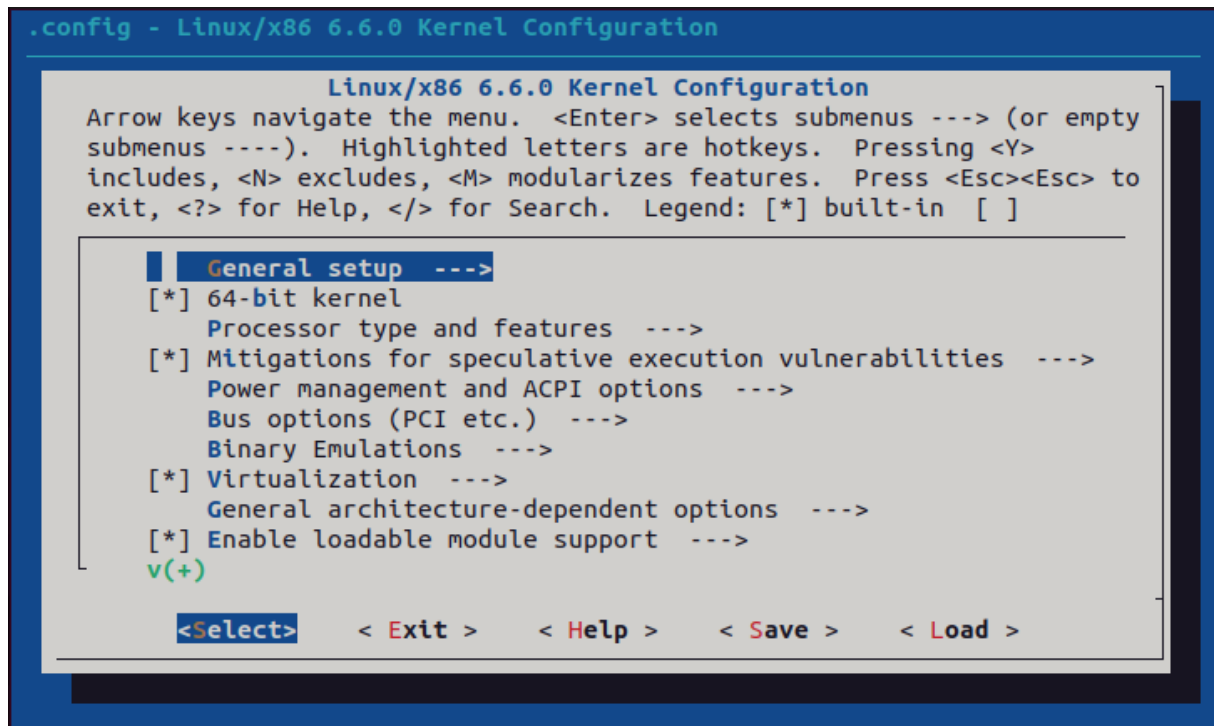 .config - Linux/x86 6.6.0 Kernel Configuration
Linux/x86 6.6.0 Kernel Configuration
Arrow keys navigate the menu.  <Enter> selects submenus ---> (or empty
submenus ----).  Highlighted letters are hotkeys.  Pressing <Y>
includes, <N> excludes, <M> modularizes features.  Press <Esc><Esc> to
exit, <?> for Help, </> for Search.  Legend: [*] built-in  [ ]
General setup  --->
[*] 64-bit kernel
Processor type and features  --->
[*] Mitigations for speculative execution vulnerabilities  --->
Power management and ACPI options  --->
Bus options (PCI etc.)  --->
Binary Emulations  --->
[*] Virtualization  --->
General architecture-dependent options  --->
[*] Enable loadable module support  --->
v(+)
<Select>    < Exit >    < Help >    < Save >    < Load >